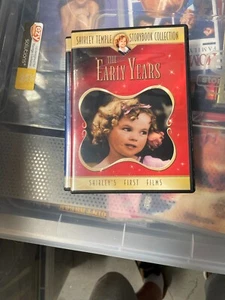 SHIRLEY TEMPLE STORYBOOK COLLECTION
THE
EARLY YEARS
SHIRLEY'S FIRST FILMS